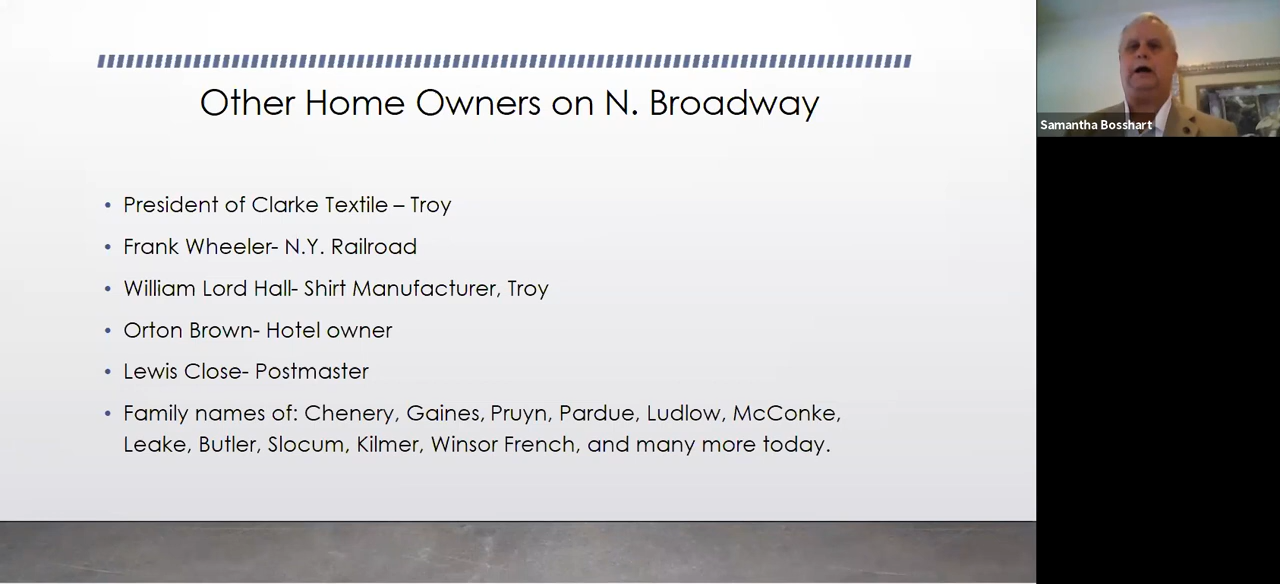 Other Home Owners on N. Broadway
Samantha Bosshart
• President of Clarke Textile – Troy
• Frank Wheeler- N.Y. Railroad
• William Lord Hall- Shirt Manufacturer, Troy
• Orton Brown- Hotel owner
• Lewis Close- Postmaster
• Family names of: Chenery, Gaines, Pruyn, Pardue, Ludlow, McConke,
Leake, Butler, Slocum, Kilmer, Winsor French, and many more today.